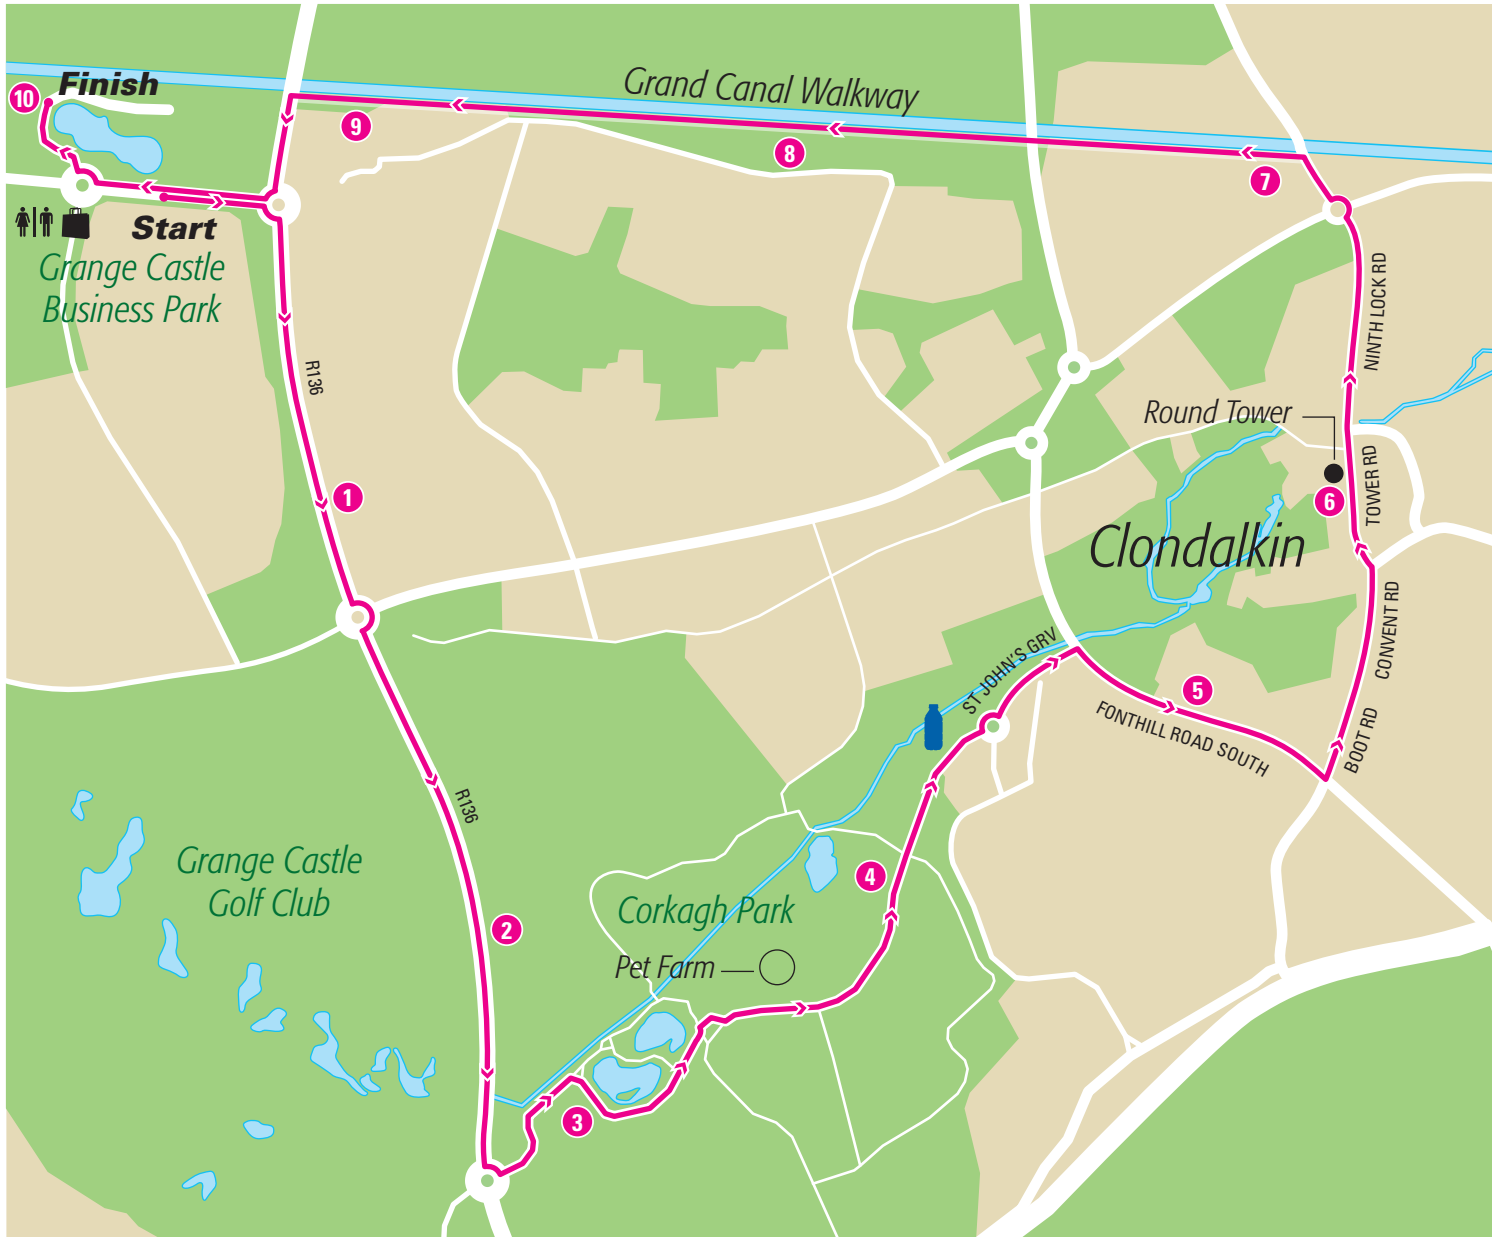 Finish
10
Grand Canal Walkway
9
8
7
Start
Grange Castle
Business Park
R136
NINTH LOCK RD
Round Tower
1
TOWER RD
6
Clondalkin
CONVENT RD
ST JOHN'S GRV
5
FONTHILL ROAD SOUTH
BOOT RD
R136
Grange Castle
Golf Club
4
Corkagh Park
2
Pet Farm
3